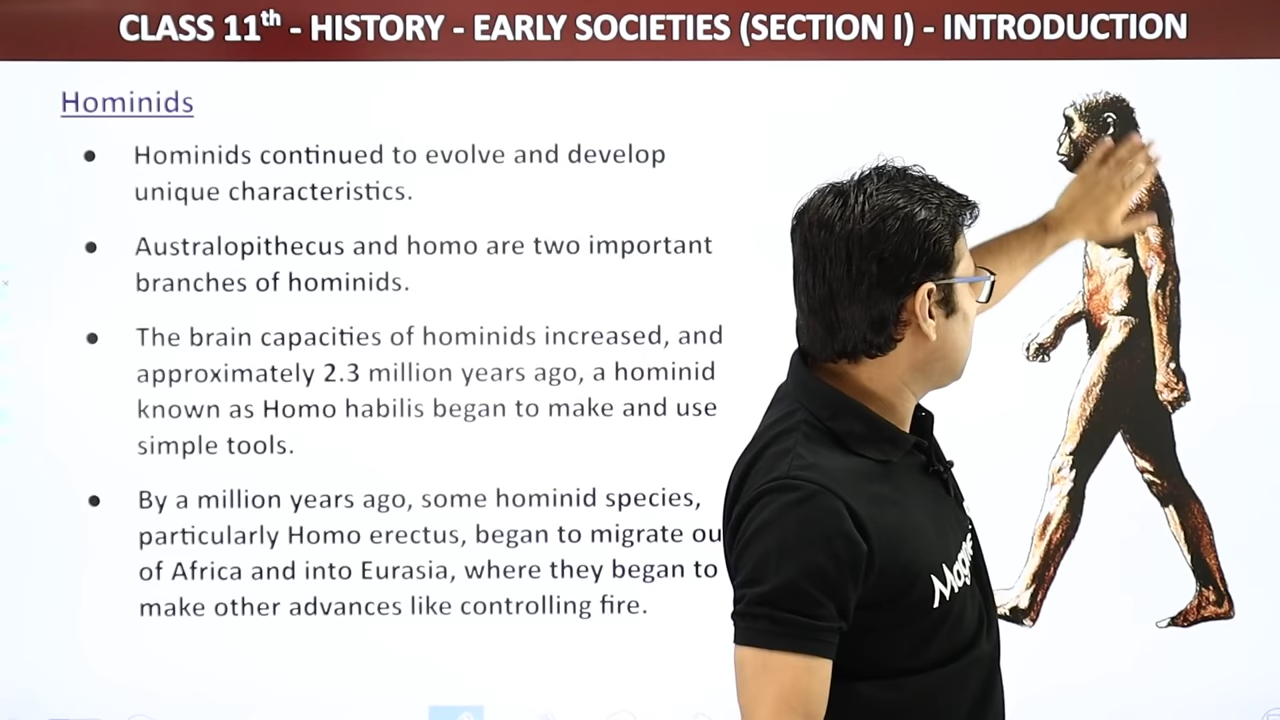 CLASS 11th - HISTORY - EARLY SOCIETIES (SECTION I) - INTRODUCTION
Hominids
● Hominids continued to evolve and develop
unique characteristics.
● Australopithecus and homo are two important
branches of hominids.
● The brain capacities of hominids increased, and
approximately 2.3 million years ago, a hominid
known as Homo habilis began to make and use
simple tools.
● By a million years ago, some hominid species,
particularly Homo erectus, began to migrate ou
of Africa and into Eurasia, where they began to
make other advances like controlling fire.